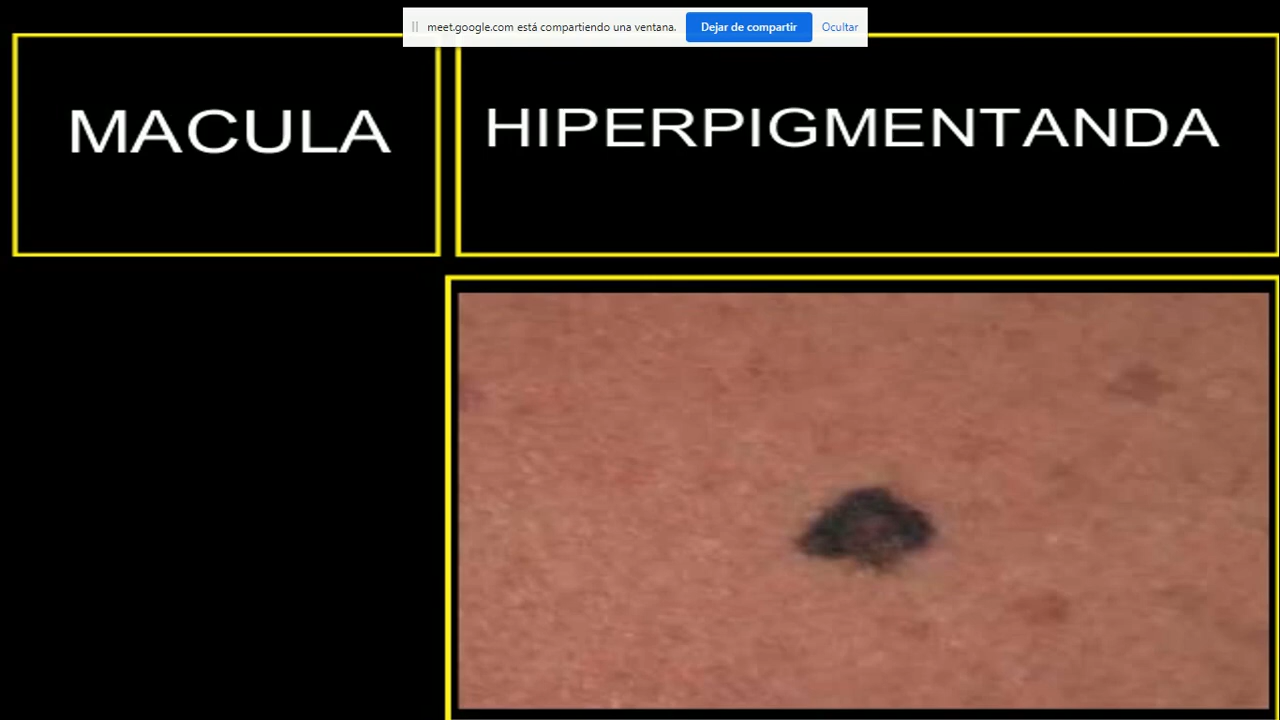 meet.google.com está compartiendo una ventana. Dejar de compartir Ocultar
MACULA
HIPERPIGMENTANDA